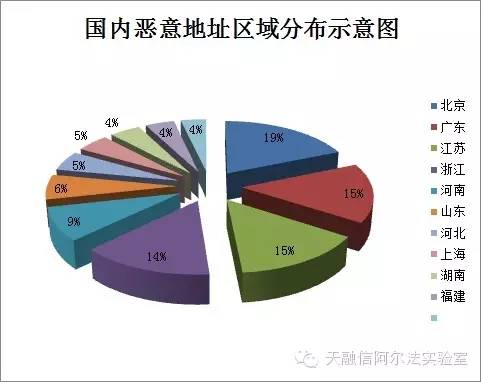 国内恶意地址区域分布示意图
4%
4%
4%
5%
5%
6%
9%
14%
15%
15%
19%
北京
广东
江苏
浙江
河南
山东
河北
上海
湖南
福建
天融信阿尔法实验室